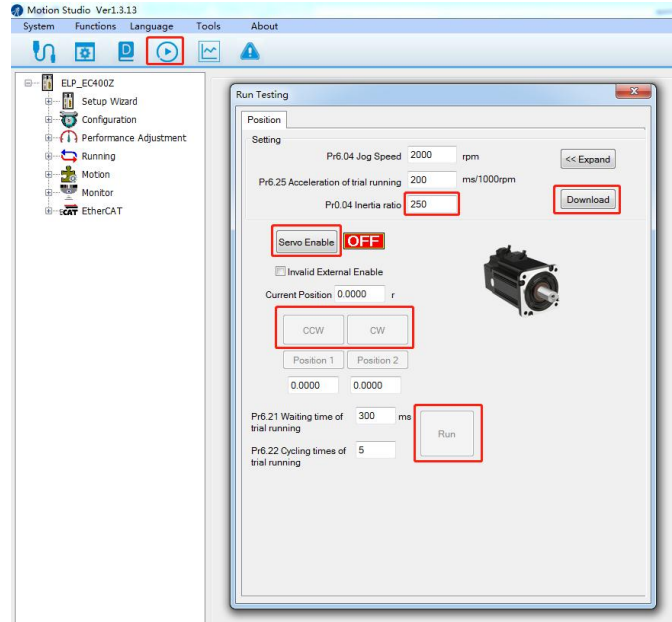 Motion Studio Ver1.3.13
System Functions Language Tools About
ELP_EC400Z
Setup Wizard
Configuration
Performance Adjustment
Running
Motion
Monitor
EtherCAT
Run Testing
Position
Setting
Pr6.04 Jog Speed 2000 rpm
<< Expand
Pr6.25 Acceleration of trial running 200 ms/1000rpm
Pr0.04 Inertia ratio 250
Download
Servo Enable OFF
Invalid External Enable
Current Position 0.0000 r
CCW CW
Position 1 Position 2
0.0000 0.0000
Pr6.21 Waiting time of trial running 300 ms
Run
Pr6.22 Cycling times of trial running 5